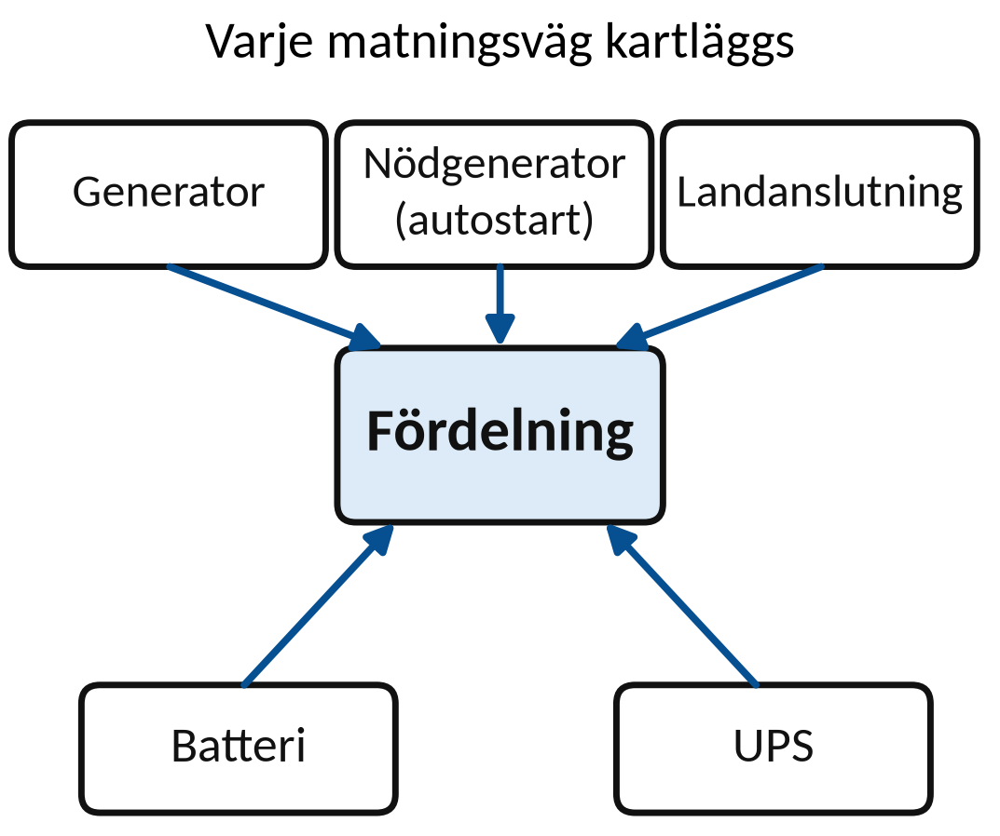 Varje matningsväg kartläggs
Generator
Nödgenerator
(autostart)
Landanslutning
Fördelning
Batteri
UPS